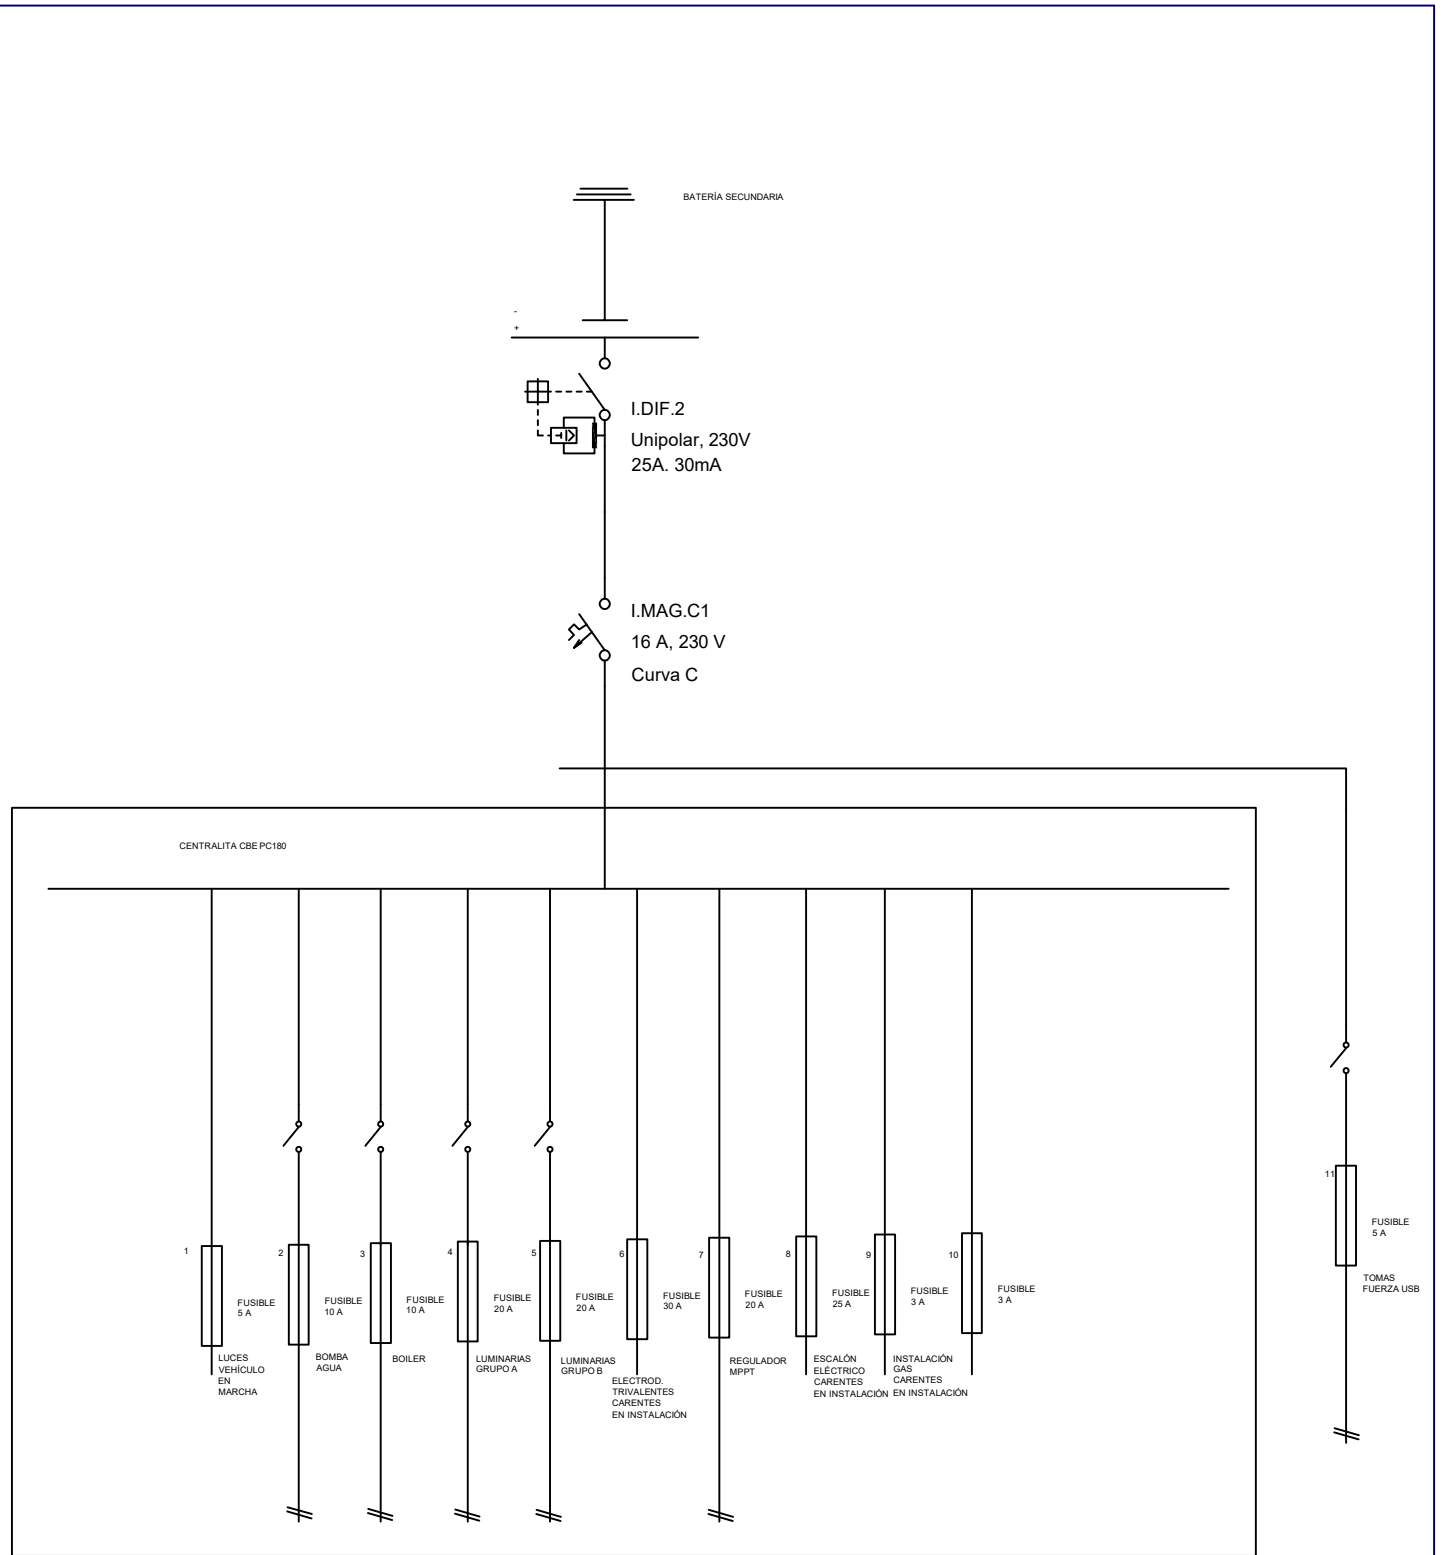 BATERÍA SECUNDARIA
-
+
I.DIF.2
Unipolar, 230V
25A. 30mA
I.MAG.C1
16 A, 230 V
Curva C
CENTRALITA CBE PC180
1
FUSIBLE
5 A
LUCES
VEHÍCULO
EN
MARCHA
2
FUSIBLE
10 A
BOMBA
AGUA
3
FUSIBLE
10 A
BOILER
4
FUSIBLE
20 A
LUMINARIAS
GRUPO A
5
FUSIBLE
20 A
LUMINARIAS
GRUPO B
6
FUSIBLE
30 A
ELECTROD.
TRIVALENTES
CARENTES
EN INSTALACIÓN
7
FUSIBLE
20 A
REGULADOR
MPPT
8
FUSIBLE
25 A
ESCALÓN
ELÉCTRICO
CARENTES
EN INSTALACIÓN
9
FUSIBLE
3 A
INSTALACIÓN
GAS
CARENTES
EN INSTALACIÓN
10
FUSIBLE
3 A
11
FUSIBLE
5 A
TOMAS
FUERZA USB